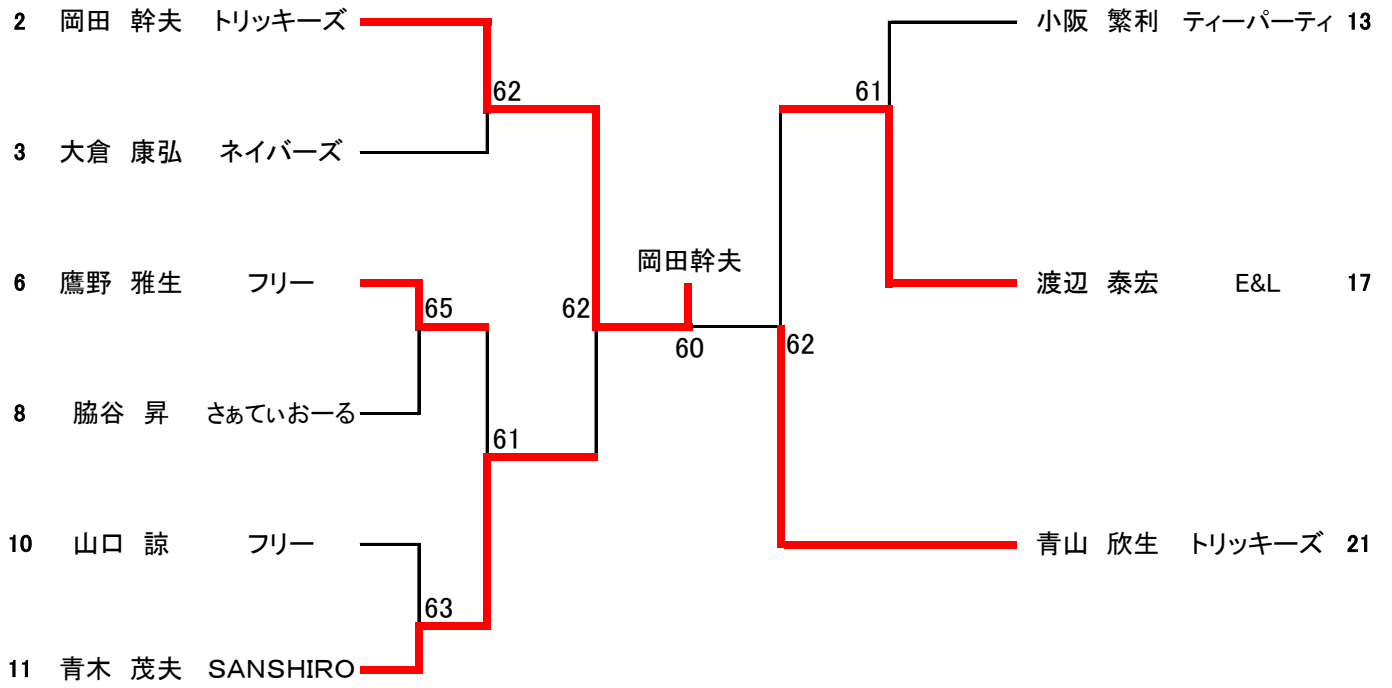 2 岡田 幹夫 トリッキーズ
小阪 繁利 ティーパーティ 13
62
61
3 大倉 康弘 ネイバーズ
岡田幹夫
6 鷹野 雅生 フリー
渡辺 泰宏 E&L 17
65
62
60
62
8 脇谷 昇 さぁてぃおーる
61
10 山口 諒 フリー
青山 欣生 トリッキーズ 21
63
11 青木 茂夫 SANSHIRO